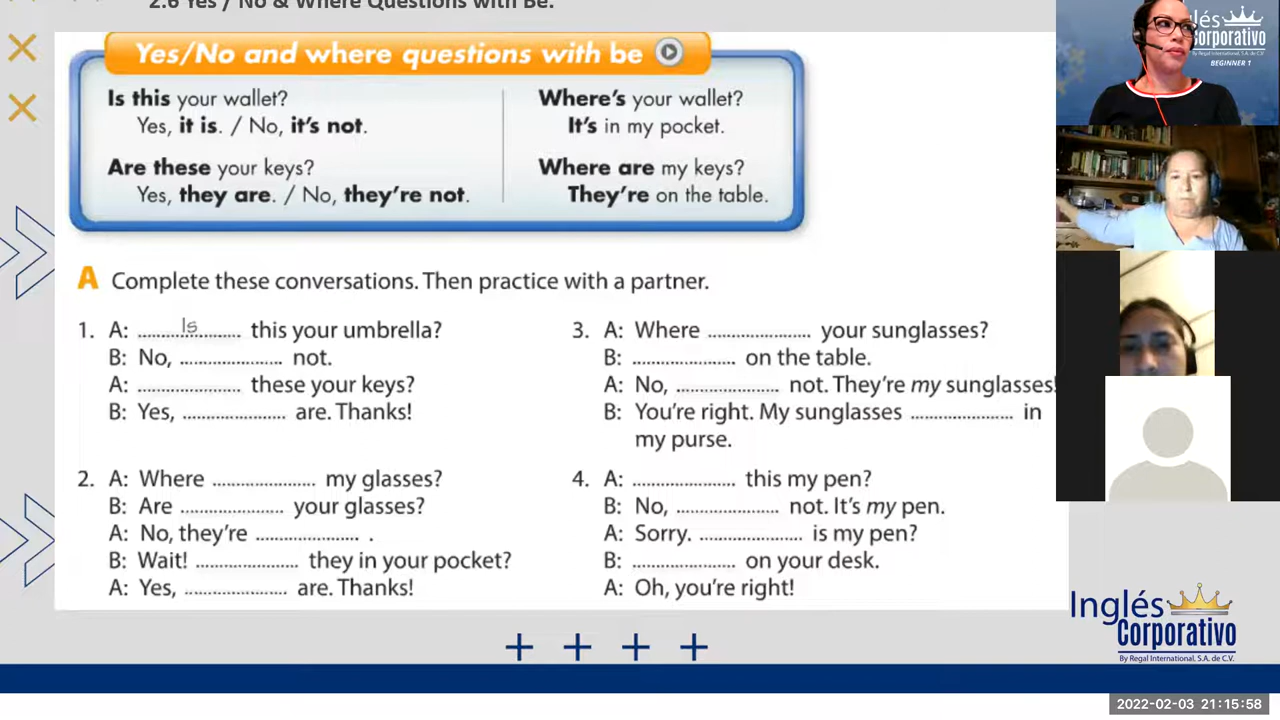 2.6 Yes / No & Where Questions with Be.
Yes/No and where questions with be
Is this your wallet?
Yes, it is. / No, it's not.
Are these your keys?
Yes, they are. / No, they're not.
Where's your wallet?
It's in my pocket.
Where are my keys?
They're on the table.
A Complete these conversations. Then practice with a partner.
1. A: ........Is........ this your umbrella?
B: No, .................... not.
A: .................... these your keys?
B: Yes, .................... are. Thanks!
2. A: Where .................... my glasses?
B: Are .................... your glasses?
A: No, they're .................... .
B: Wait! .................... they in your pocket?
A: Yes, .................... are. Thanks!
3. A: Where .................... your sunglasses?
B: .................... on the table.
A: No, .................... not. They're my sunglasses!
B: You're right. My sunglasses .................... in
my purse.
4. A: .................... this my pen?
B: No, .................... not. It's my pen.
A: Sorry. .................... is my pen?
B: .................... on your desk.
A: Oh, you're right!
glés
Corporativo
By Regal International, S.A. de C.V.
BEGINNER 1
Inglés
Corporativo
By Regal International, S.A. de C.V.
2022-02-03 21:15:58